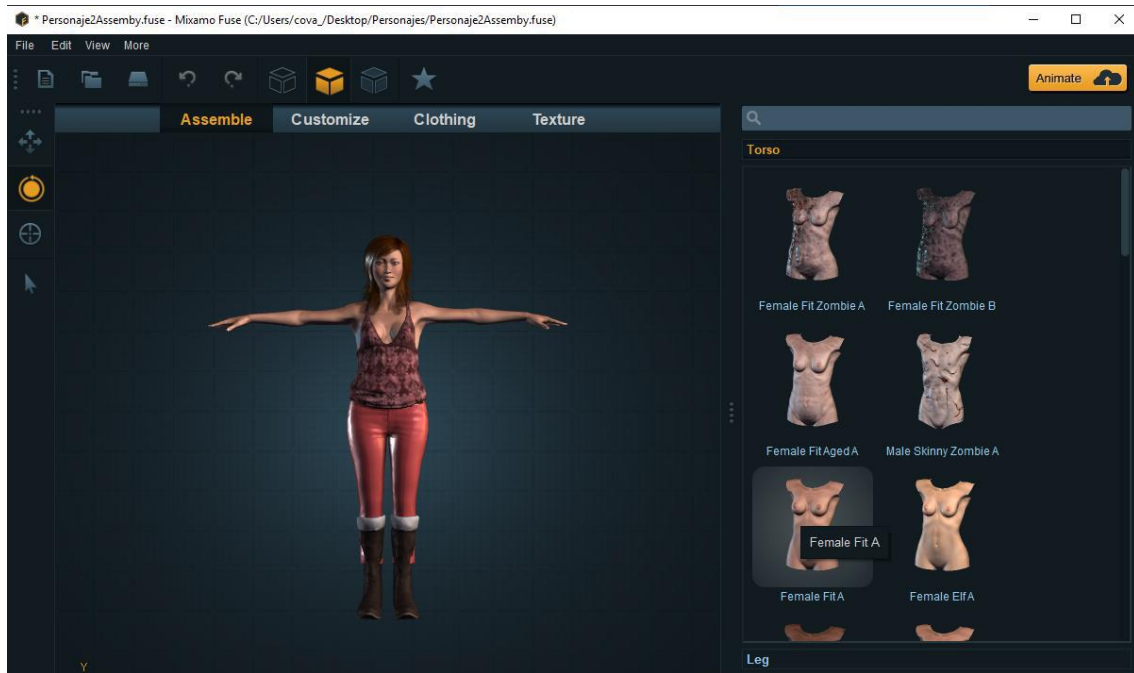 * Personaje2Assemby.fuse - Mixamo Fuse (C:/Users/cova_/Desktop/Personajes/Personaje2Assemby.fuse)
File Edit View More
Animate
Assemble Customize Clothing Texture
Torso
Female Fit Zombie A Female Fit Zombie B
Female Fit Aged A Male Skinny Zombie A
Female Fit A
Female Fit A Female Elf A
Leg
Y